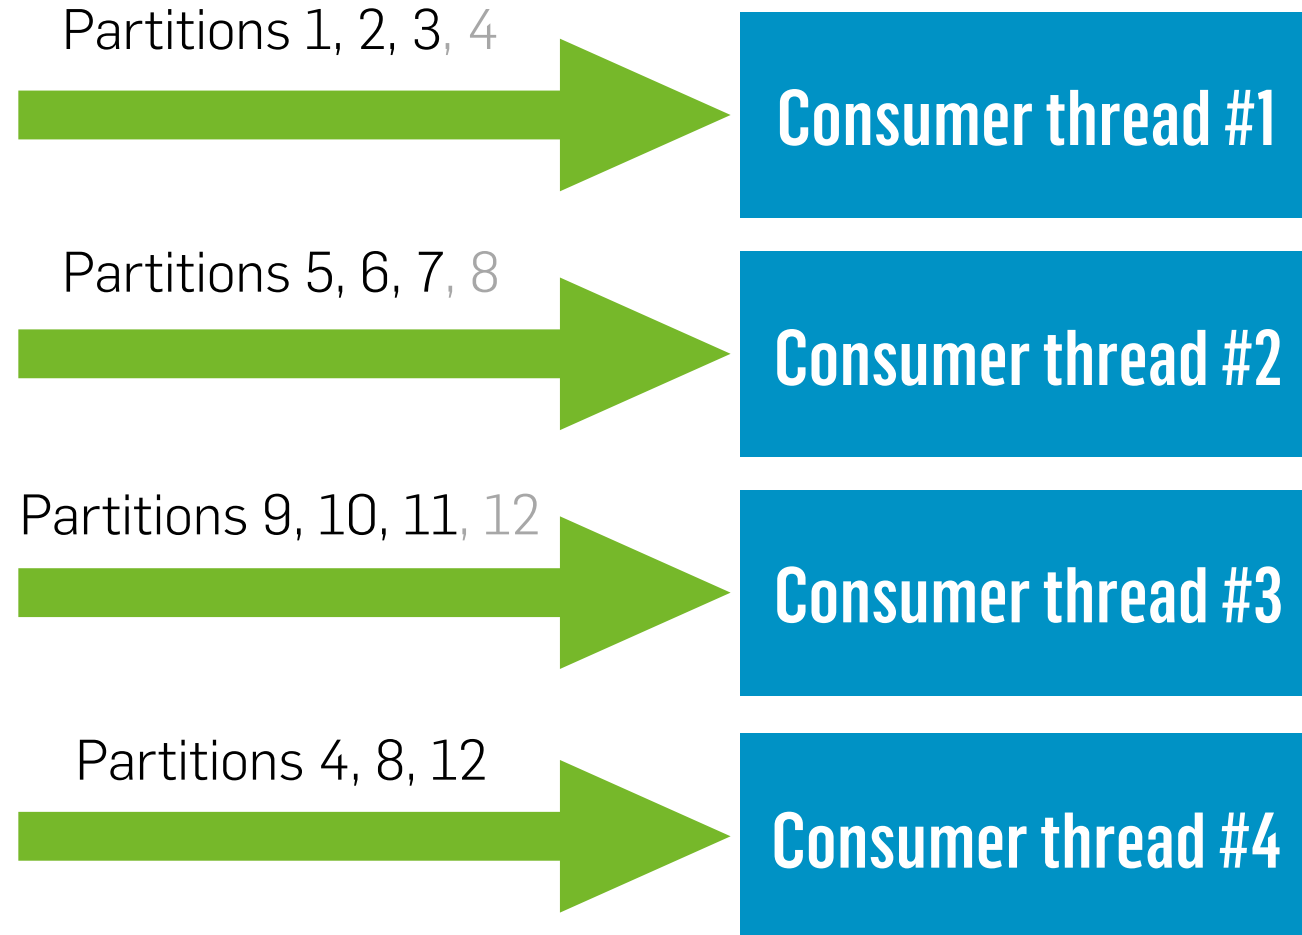 Partitions 1, 2, 3, 4
Consumer thread #1
Partitions 5, 6, 7, 8
Consumer thread #2
Partitions 9, 10, 11, 12
Consumer thread #3
Partitions 4, 8, 12
Consumer thread #4